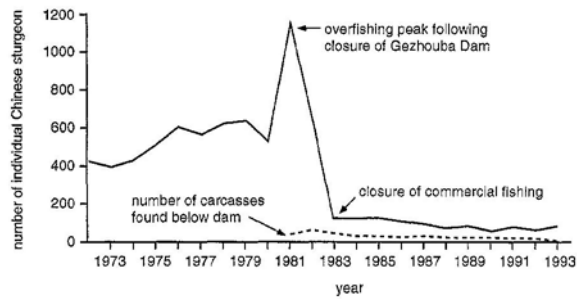 number of individual Chinese sturgeon
1200
1000
800
600
400
200
0
overfishing peak following
closure of Gezhouba Dam
number of carcasses
found below dam
closure of commercial fishing
1973 1975 1977 1979 1981 1983 1985 1967 1989 1991 1993
year